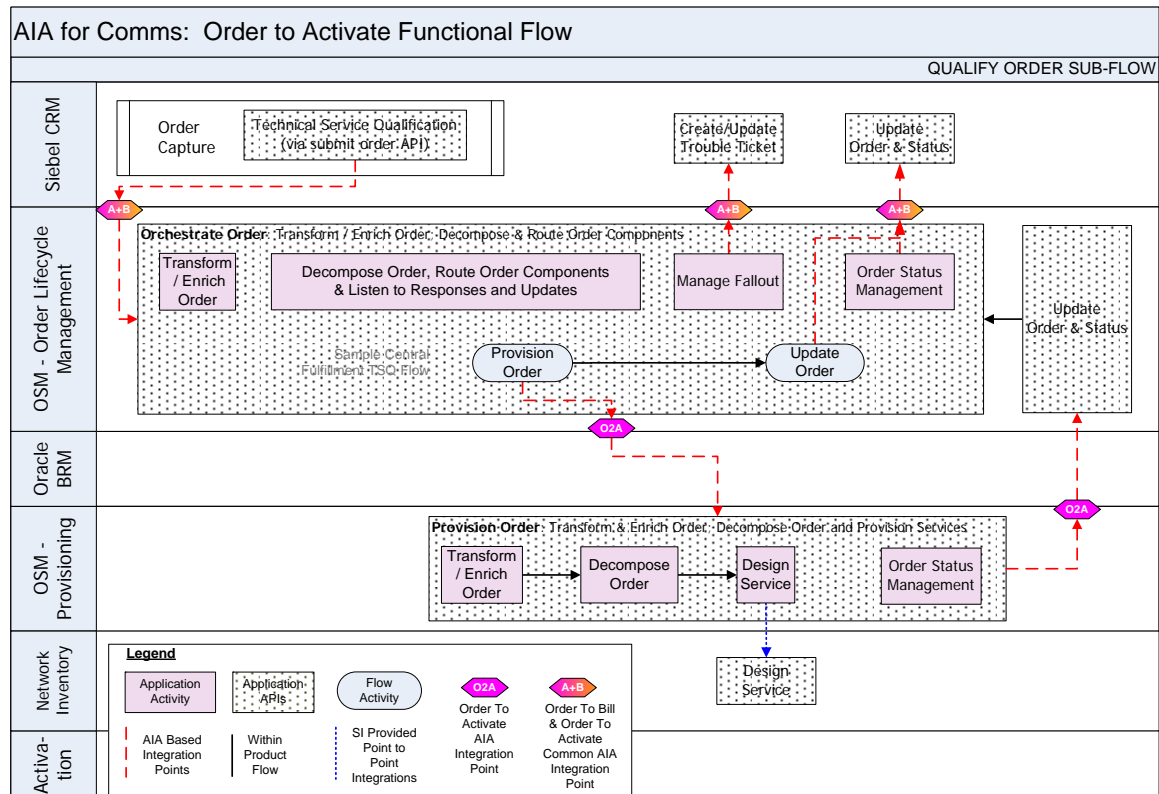 AIA for Comms:  Order to Activate Functional Flow
QUALIFY ORDER SUB-FLOW
Siebel CRM
Order
Capture
Technical Service Qualification
(via submit order API)
Create/Update
Trouble Ticket
Update
Order & Status
A+B
A+B
A+B
OSM - Order Lifecycle
Management
Orchestrate Order: Transform / Enrich Order; Decompose & Route Order Components
Transform
/ Enrich
Order
Decompose Order, Route Order Components
& Listen to Responses and Updates
Manage Fallout
Order Status
Management
Update
Order & Status
Sample Central
Fulfillment TSQ Flow
Provision
Order
Update
Order
O2A
Oracle
BRM
O2A
OSM -
Provisioning
Provision Order: Transform & Enrich Order; Decompose Order and Provision Services
Transform
/ Enrich
Order
Decompose
Order
Design
Service
Order Status
Management
Network
Inventory
Design
Service
Activa-
tion
Legend
Application
Activity
Application
APIs
Flow
Activity
O2A
Order To
Activate
AIA
Integration
Point
A+B
Order To Bill
& Order To
Activate
Common AIA
Integration
Point
AIA Based
Integration
Points
Within
Product
Flow
SI Provided
Point to
Point
Integrations